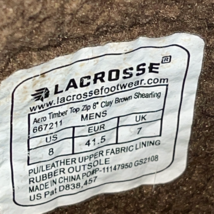 LACROSSE
www.lacrossefootwear.com
Aero Timber Top Zip 8" Clay Brown Shearling
667211 MENS
US EUR UK
8 41.5 7
PU/LEATHER UPPER FABRIC LINING
RUBBER OUTSOLE
MADE IN CHINA PO#P-11147950 GS2108
US Pat D838,457